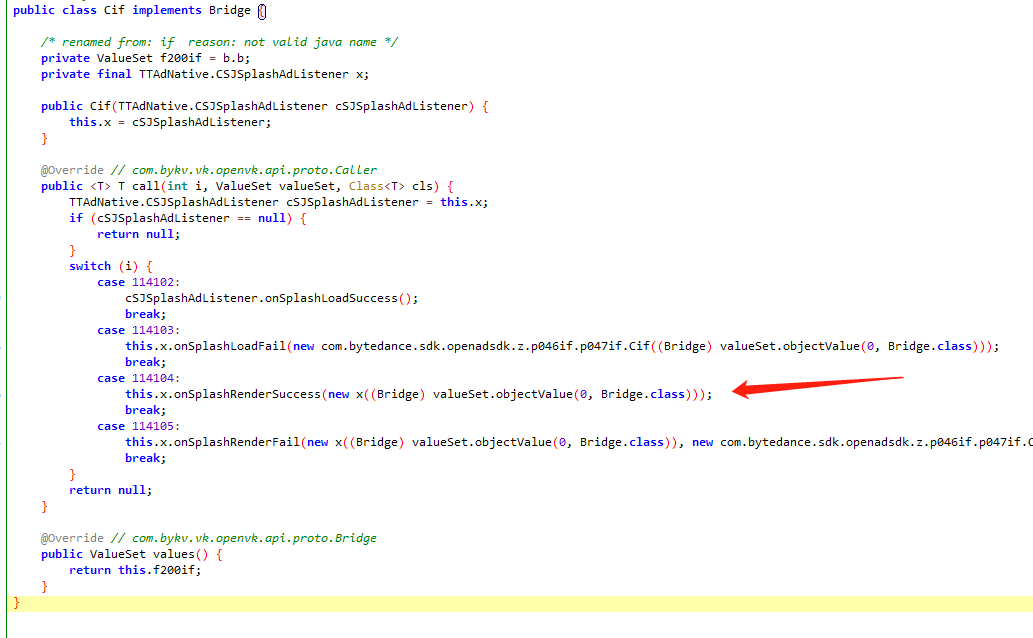 public class Cif implements Bridge {
/* renamed from: if  reason: not valid java name */
private ValueSet f200if = b.b;
private final TTAdNative.CSJSplashAdListener x;
public Cif(TTAdNative.CSJSplashAdListener cSJSplashAdListener) {
this.x = cSJSplashAdListener;
}
@Override // com.bykv.vk.openvk.api.proto.Caller
public <T> T call(int i, ValueSet valueSet, Class<T> cls) {
TTAdNative.CSJSplashAdListener cSJSplashAdListener = this.x;
if (cSJSplashAdListener == null) {
return null;
}
switch (i) {
case 114102:
cSJSplashAdListener.onSplashLoadSuccess();
break;
case 114103:
this.x.onSplashLoadFail(new com.bytedance.sdk.openadsdk.z.p046if.p047if.Cif((Bridge) valueSet.objectValue(0, Bridge.class)));
break;
case 114104:
this.x.onSplashRenderSuccess(new x((Bridge) valueSet.objectValue(0, Bridge.class)));
break;
case 114105:
this.x.onSplashRenderFail(new x((Bridge) valueSet.objectValue(0, Bridge.class)), new com.bytedance.sdk.openadsdk.z.p046if.p047if.C
break;
}
return null;
}
@Override // com.bykv.vk.openvk.api.proto.Bridge
public ValueSet values() {
return this.f200if;
}
}